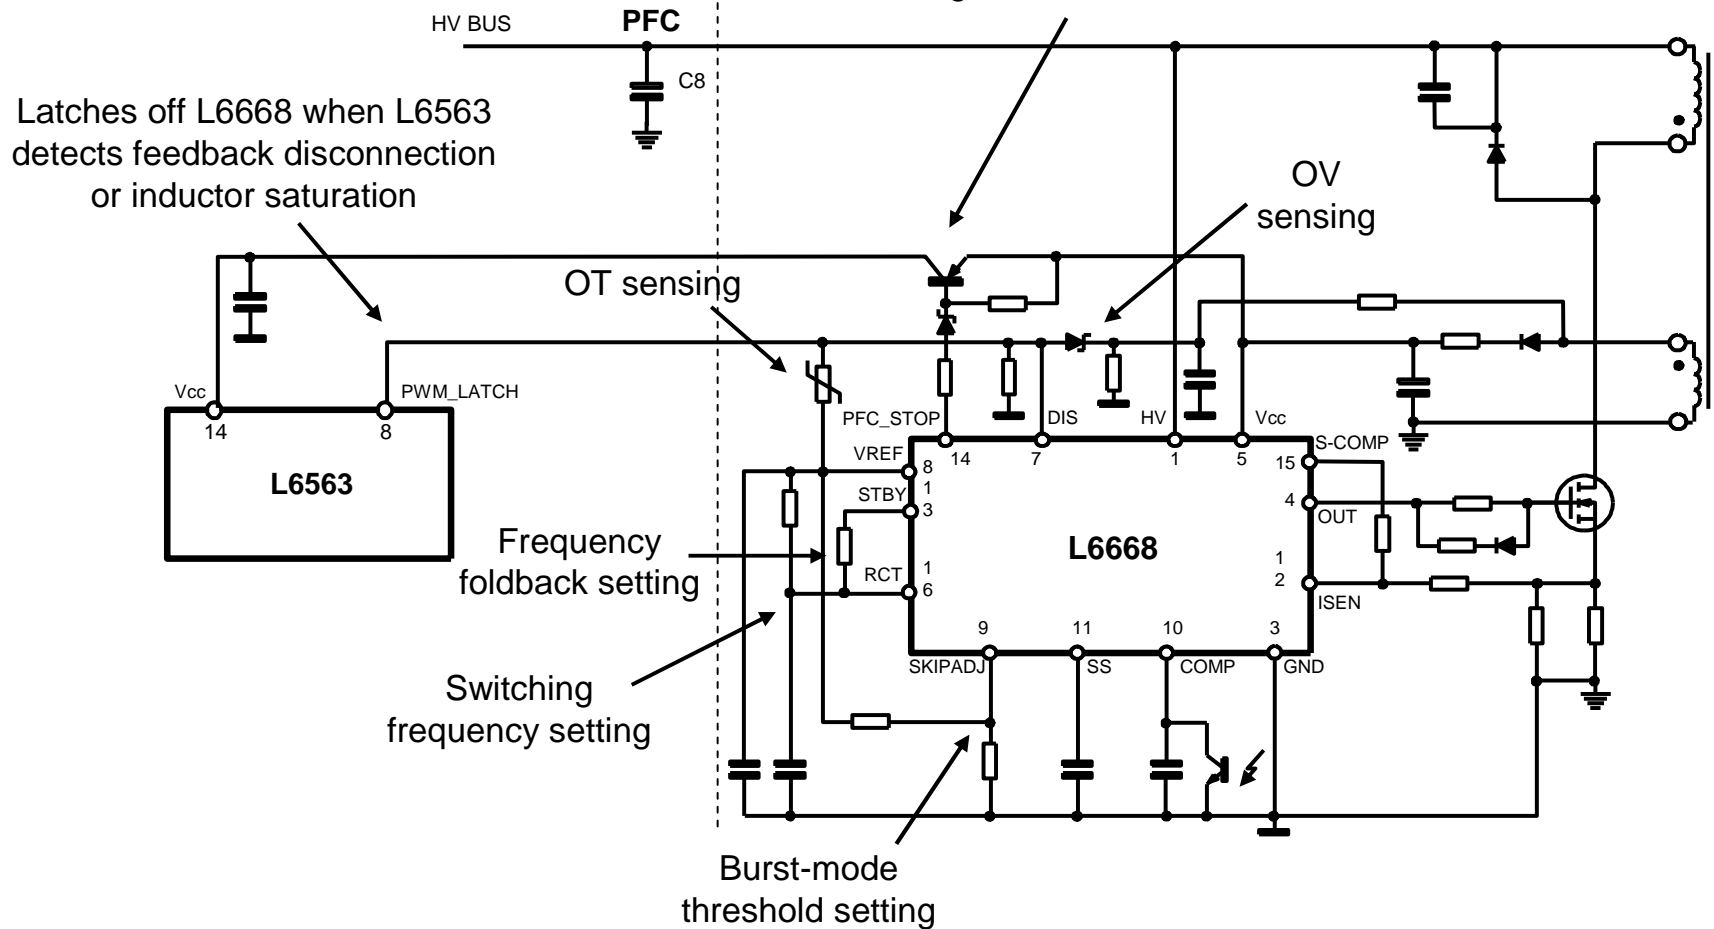 HV BUS
PFC
C8
Latches off L6668 when L6563
detects feedback disconnection
or inductor saturation
OV
sensing
OT sensing
Vcc
PWM_LATCH
14
8
L6563
PFC_STOP
DIS
HV
Vcc
14
7
1
5
S-COMP
15
VREF
8
STBY
1
3
4
OUT
L6668
Frequency
foldback setting
RCT
1
6
1
2
ISEN
9
11
10
3
SKIPADJ
SS
COMP
GND
Switching
frequency setting
Burst-mode
threshold setting